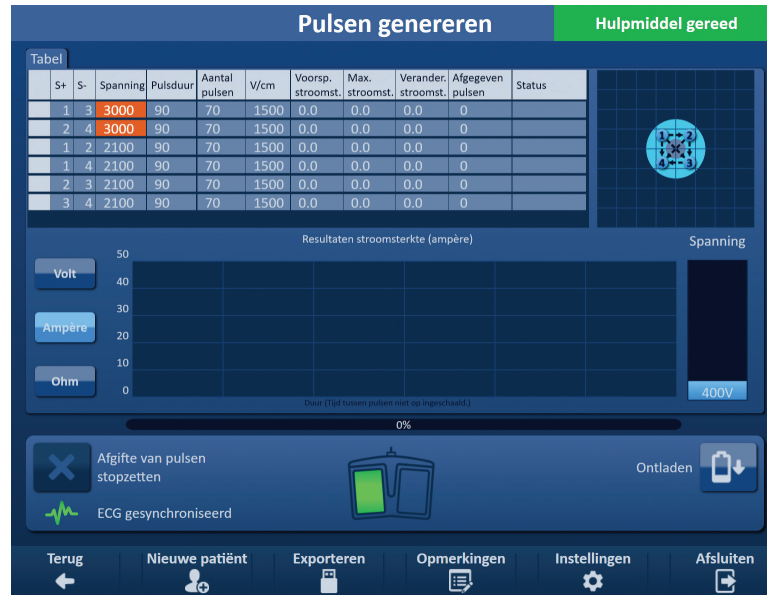 Pulsen genereren
Hulpmiddel gereed
Tabel
S+ S- Spanning Pulsduur Aantal pulsen V/cm Voorsp. stroomst. Max. stroomst. Verander. stroomst. Afgegeven pulsen Status
1 3 3000 90 70 1500 0.0 0.0 0.0 0
2 4 3000 90 70 1500 0.0 0.0 0.0 0
1 2 2100 90 70 1500 0.0 0.0 0.0 0
1 4 2100 90 70 1500 0.0 0.0 0.0 0
2 3 2100 90 70 1500 0.0 0.0 0.0 0
3 4 2100 90 70 1500 0.0 0.0 0.0 0
1 2
4 3
Resultaten stroomsterkte (ampère)
Spanning
50
Volt
40
30
Ampère
20
10
Ohm
0
400V
Duur (Tijd tussen pulsen niet op ingeschaald.)
0%
Afgifte van pulsen
stopzetten
Ontladen
ECG gesynchroniseerd
Terug Nieuwe patiënt Exporteren Opmerkingen Instellingen Afsluiten